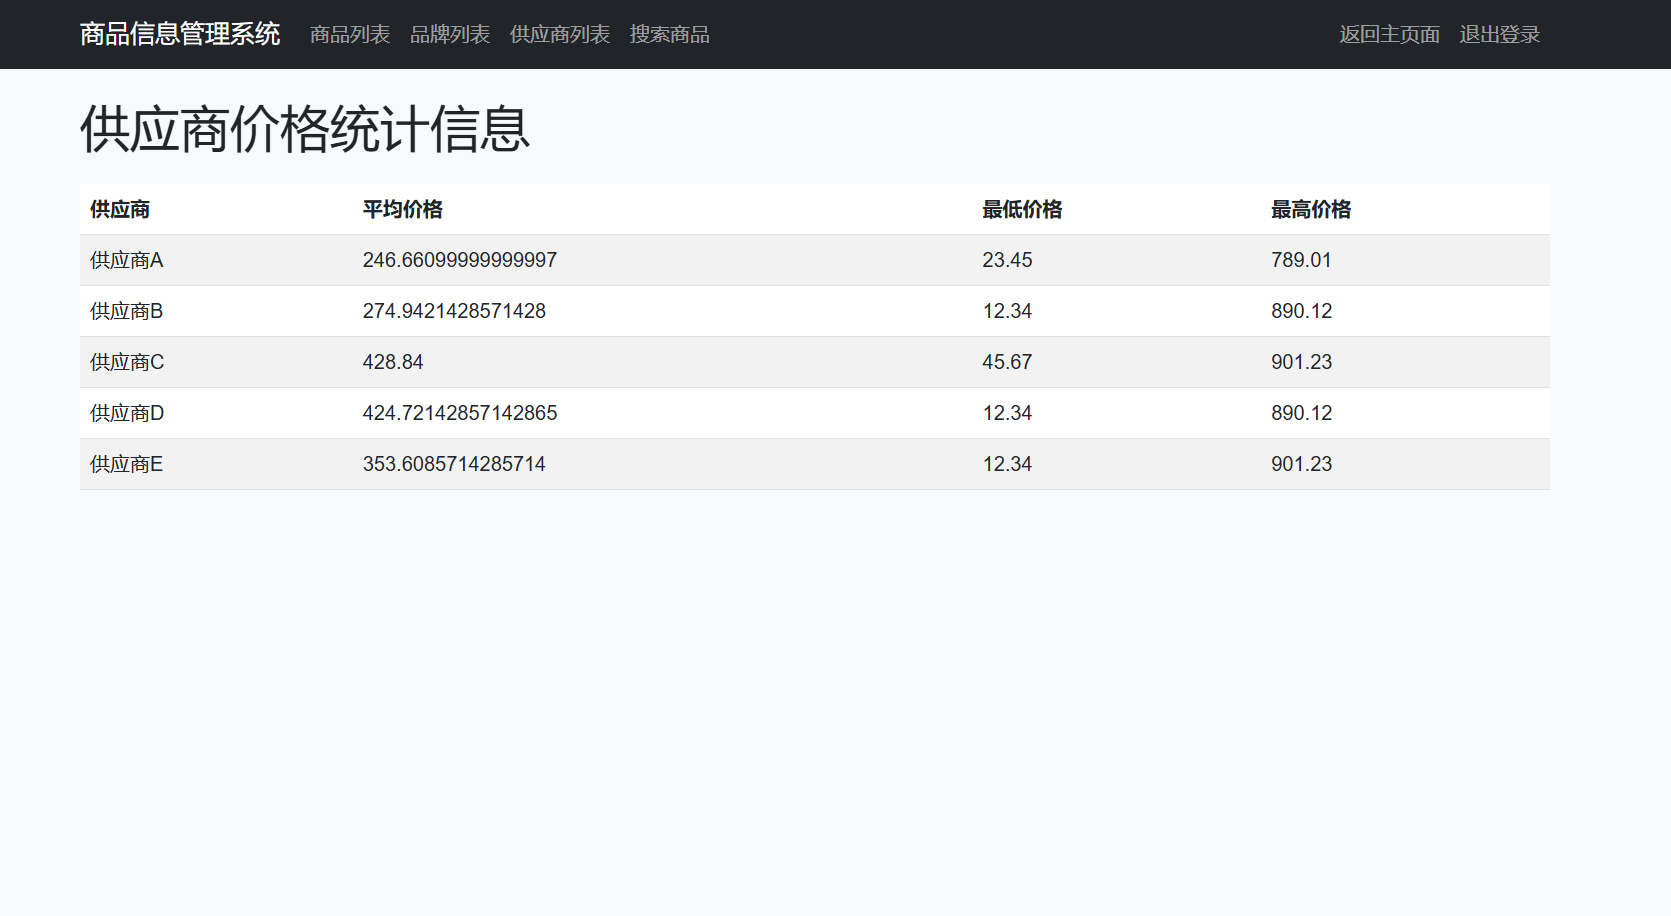 商品信息管理系统 商品列表 品牌列表 供应商列表 搜索商品 返回主页面 退出登录
供应商价格统计信息
供应商 平均价格 最低价格 最高价格
供应商A 246.66099999999997 23.45 789.01
供应商B 274.9421428571428 12.34 890.12
供应商C 428.84 45.67 901.23
供应商D 424.72142857142865 12.34 890.12
供应商E 353.6085714285714 12.34 901.23